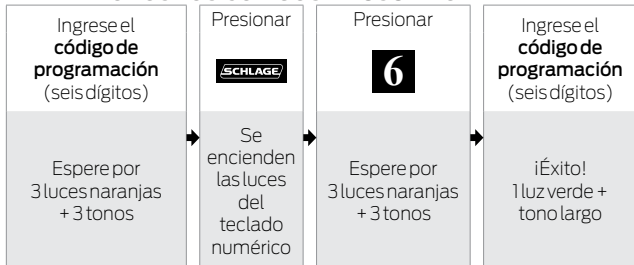 Ingrese el
código de
programación
(seis dígitos)
Espere por
3 luces naranjas
+ 3 tonos
Presionar
SCHLAGE
Se
encienden
las luces
del
teclado
numérico
Presionar
6
Espere por
3 luces naranjas
+ 3 tonos
Ingrese el
código de
programación
(seis dígitos)
¡Éxito!
1 luz verde +
tono largo